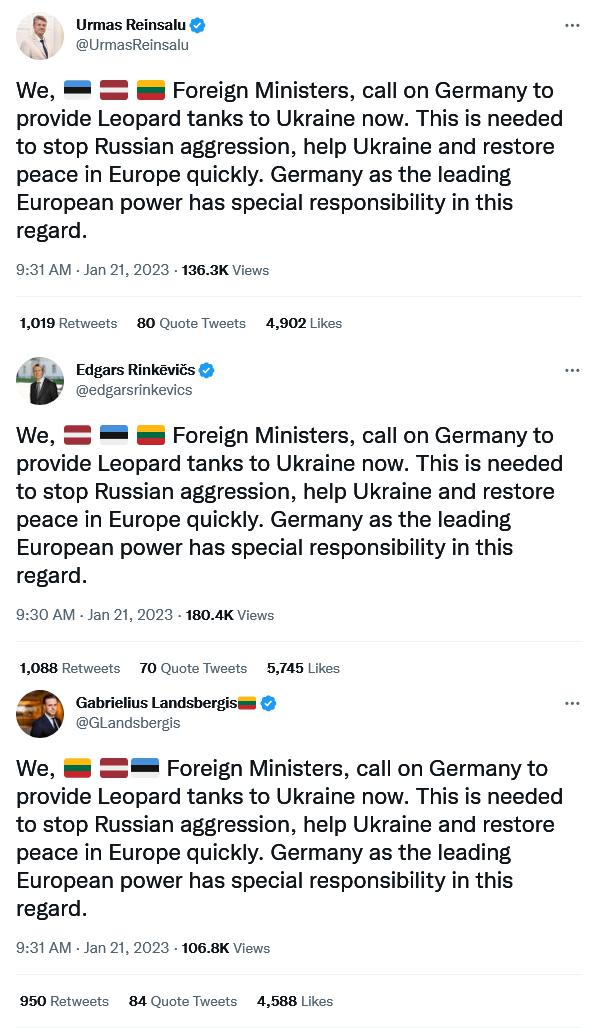 Urmas Reinsalu
@UrmasReinsalu
We, 🇪🇪 🇱🇻 🇱🇹 Foreign Ministers, call on Germany to
provide Leopard tanks to Ukraine now. This is needed
to stop Russian aggression, help Ukraine and restore
peace in Europe quickly. Germany as the leading
European power has special responsibility in this
regard.
9:31 AM · Jan 21, 2023 · 136.3K Views
1,019 Retweets 80 Quote Tweets 4,902 Likes
Edgars Rinkēvičs
@edgarsrinkevics
We, 🇱🇻 🇪🇪 🇱🇹 Foreign Ministers, call on Germany to
provide Leopard tanks to Ukraine now. This is needed
to stop Russian aggression, help Ukraine and restore
peace in Europe quickly. Germany as the leading
European power has special responsibility in this
regard.
9:30 AM · Jan 21, 2023 · 180.4K Views
1,088 Retweets 70 Quote Tweets 5,745 Likes
Gabrielius Landsbergis🇱🇹
@GLandsbergis
We, 🇱🇹 🇱🇻🇪🇪 Foreign Ministers, call on Germany to
provide Leopard tanks to Ukraine now. This is needed
to stop Russian aggression, help Ukraine and restore
peace in Europe quickly. Germany as the leading
European power has special responsibility in this
regard.
9:31 AM · Jan 21, 2023 · 106.8K Views
950 Retweets 84 Quote Tweets 4,588 Likes